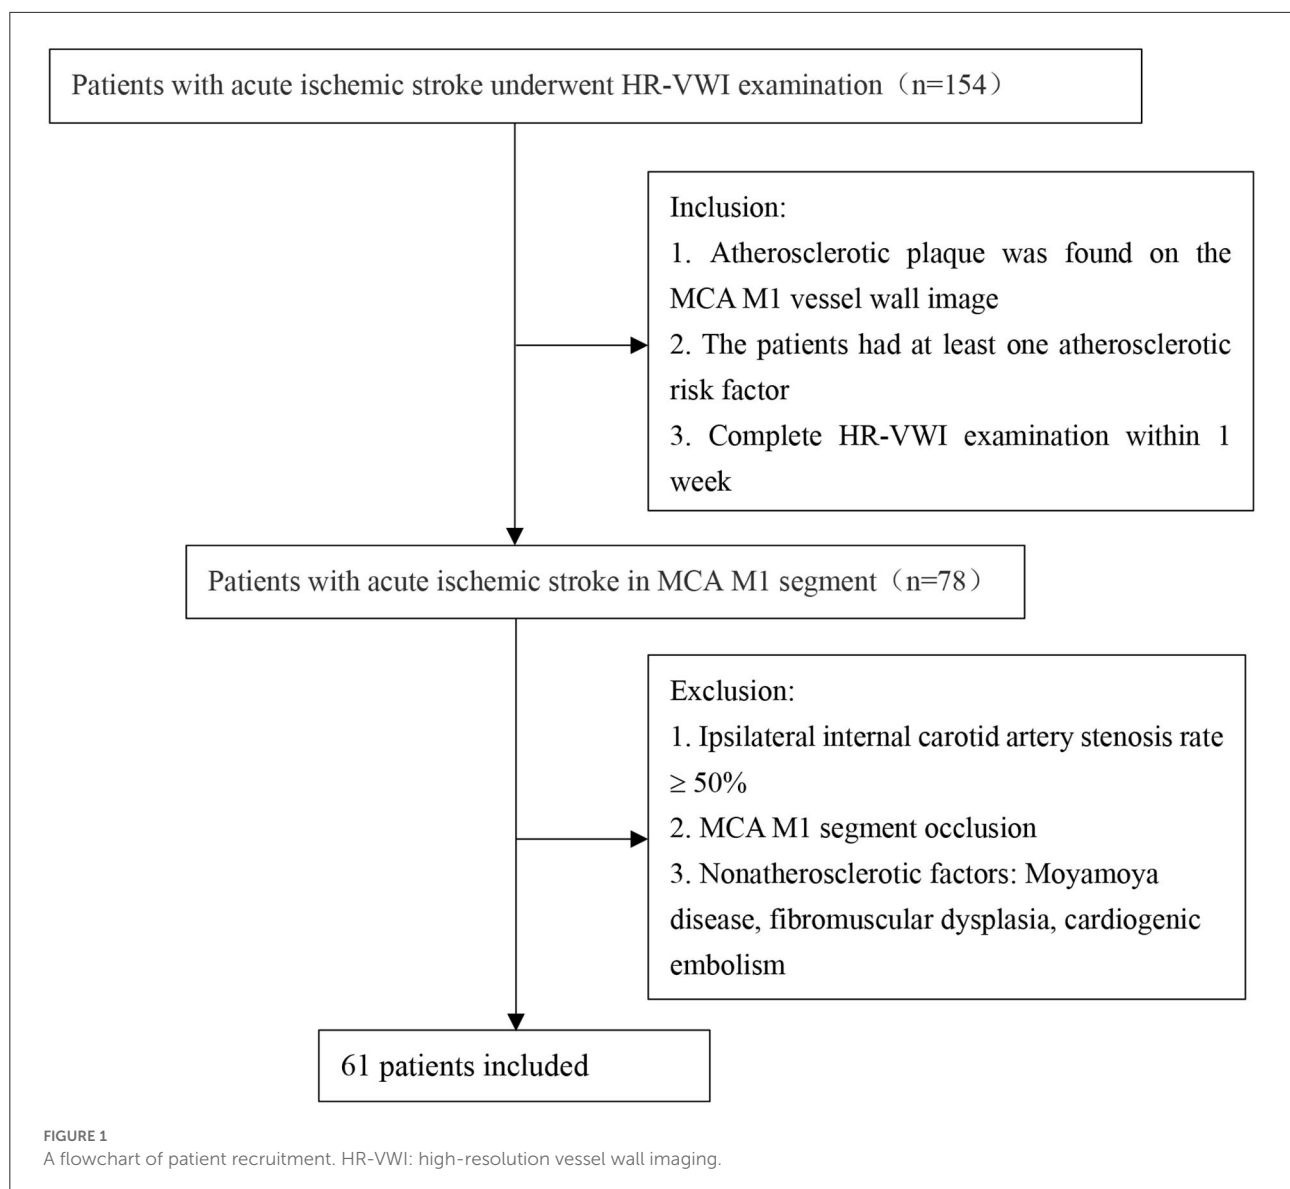 Patients with acute ischemic stroke underwent HR-VWI examination（n=154）
Inclusion:
1. Atherosclerotic plaque was found on the
MCA M1 vessel wall image
2. The patients had at least one atherosclerotic
risk factor
3. Complete HR-VWI examination within 1
week
Patients with acute ischemic stroke in MCA M1 segment（n=78）
Exclusion:
1. Ipsilateral internal carotid artery stenosis rate
≥ 50%
2. MCA M1 segment occlusion
3. Nonatherosclerotic factors: Moyamoya
disease, fibromuscular dysplasia, cardiogenic
embolism
61 patients included
FIGURE 1
A flowchart of patient recruitment. HR-VWI: high-resolution vessel wall imaging.